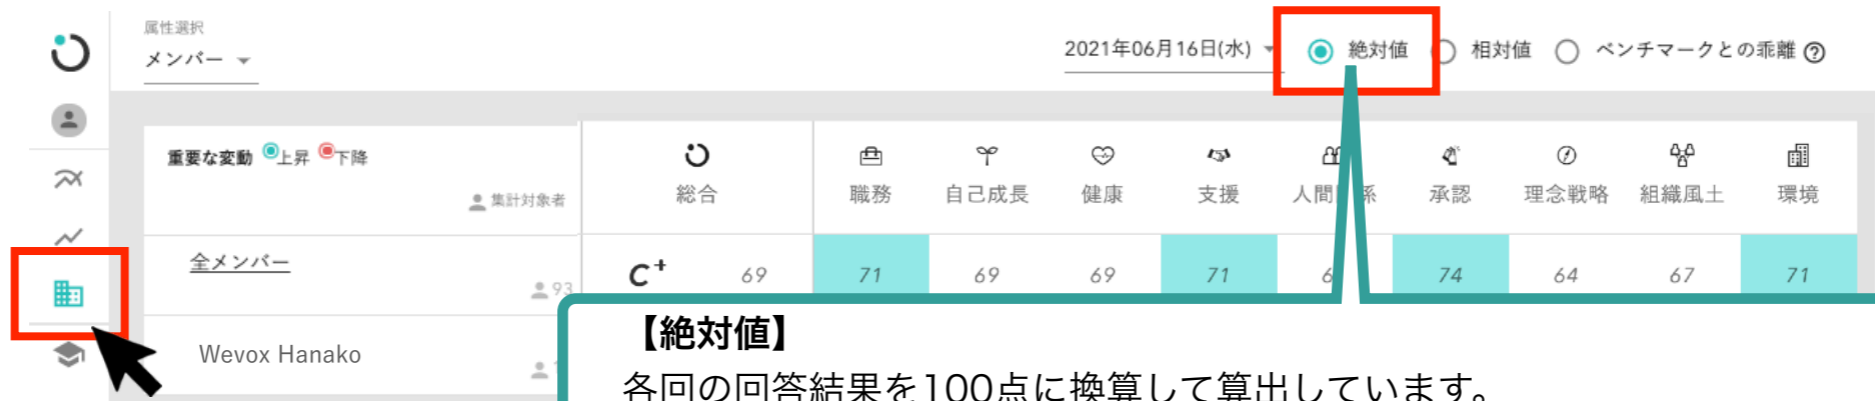 属性選択
メンバー
2021年06月16日(水)
絶対値
相対値
ベンチマークとの乖離
重要な変動 上昇 下降
集計対象者
総合
職務
自己成長
健康
支援
承認
理念戦略
組織風土
環境
全メンバー
93
C+ 69 71 69 69 71 74 64 67 71
Wevox Hanako
【絶対値】
各回の回答結果を100点に換算して算出しています。